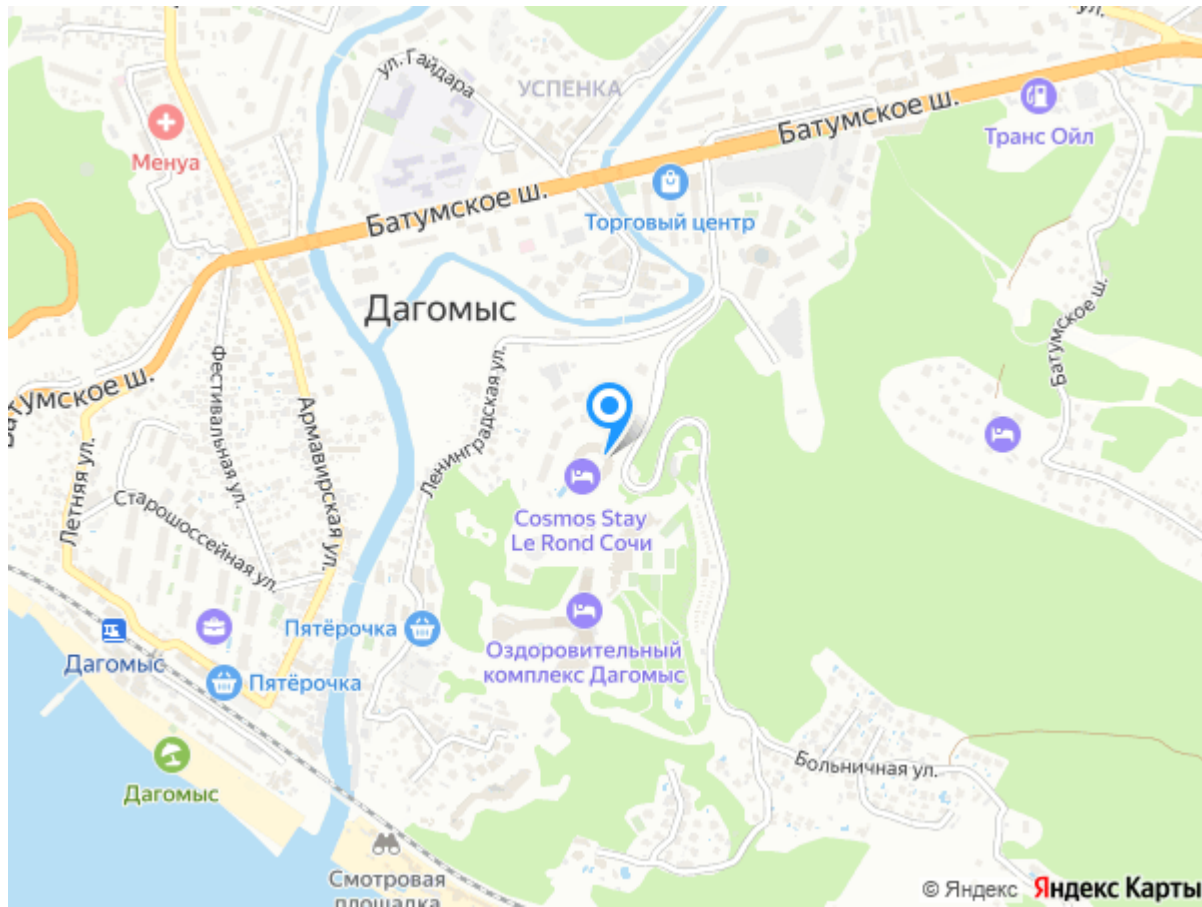 ул.
ул. Гайдара
УСПЕНКА
Батумское ш.
Транс Ойл
Менуа
Батумское ш.
Торговый центр
Дагомыс
Батумское ш.
Батумское ш.
Фестивальная ул.
Армавирская ул.
Ленинградская ул.
Летняя ул.
Старошоссейная ул.
Cosmos Stay
Le Rond Сочи
Пятёрочка
Оздоровительный
комплекс Дагомыс
Дагомыс
Пятёрочка
Больничная ул.
Дагомыс
Смотровая
площадка
© Яндекс Яндекс Карты